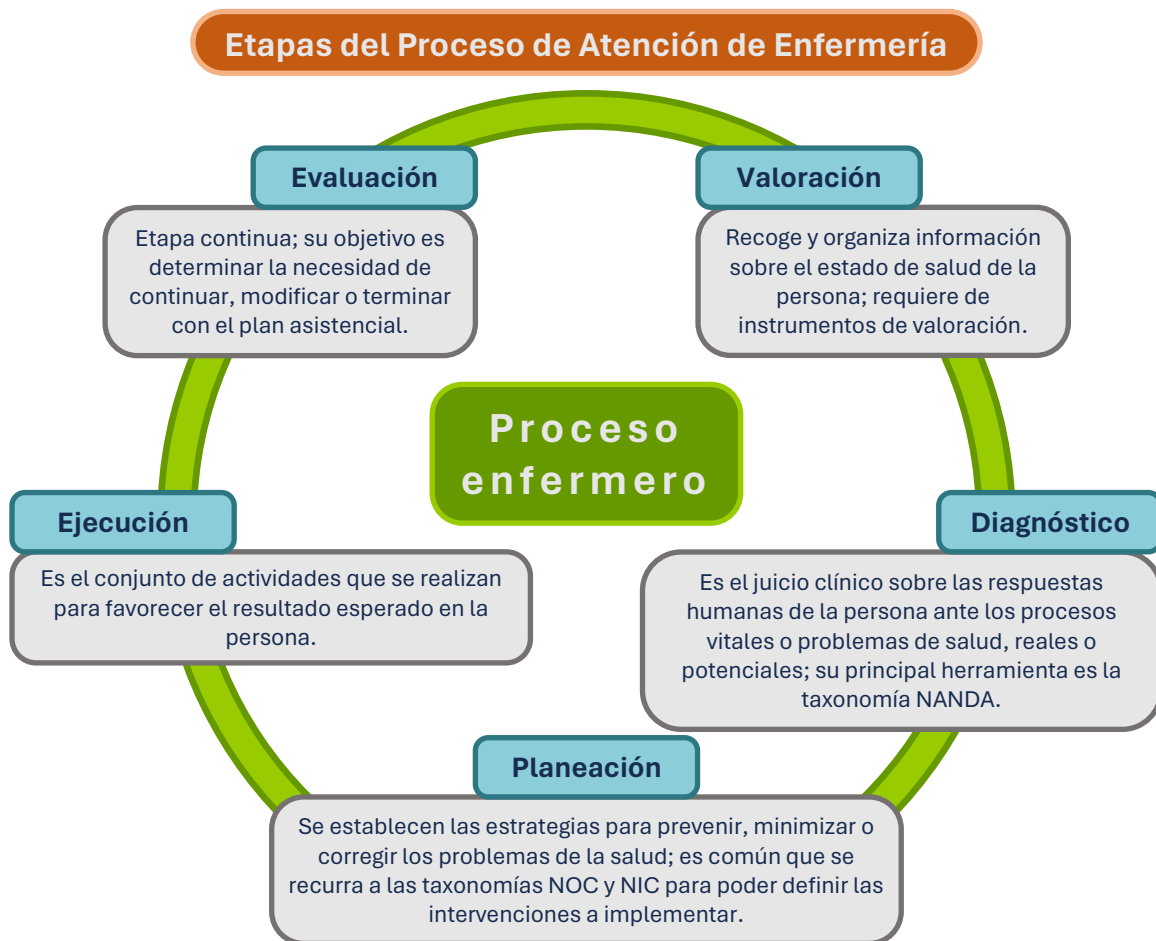 Etapas del Proceso de Atención de Enfermería
Evaluación
Etapa continua; su objetivo es
determinar la necesidad de
continuar, modificar o terminar
con el plan asistencial.
Valoración
Recoge y organiza información
sobre el estado de salud de la
persona; requiere de
instrumentos de valoración.
Proceso
enfermero
Ejecución
Es el conjunto de actividades que se realizan
para favorecer el resultado esperado en la
persona.
Diagnóstico
Es el juicio clínico sobre las respuestas
humanas de la persona ante los procesos
vitales o problemas de salud, reales o
potenciales; su principal herramienta es la
taxonomía NANDA.
Planeación
Se establecen las estrategias para prevenir, minimizar o
corregir los problemas de la salud; es común que se
recurra a las taxonomías NOC y NIC para poder definir las
intervenciones a implementar.